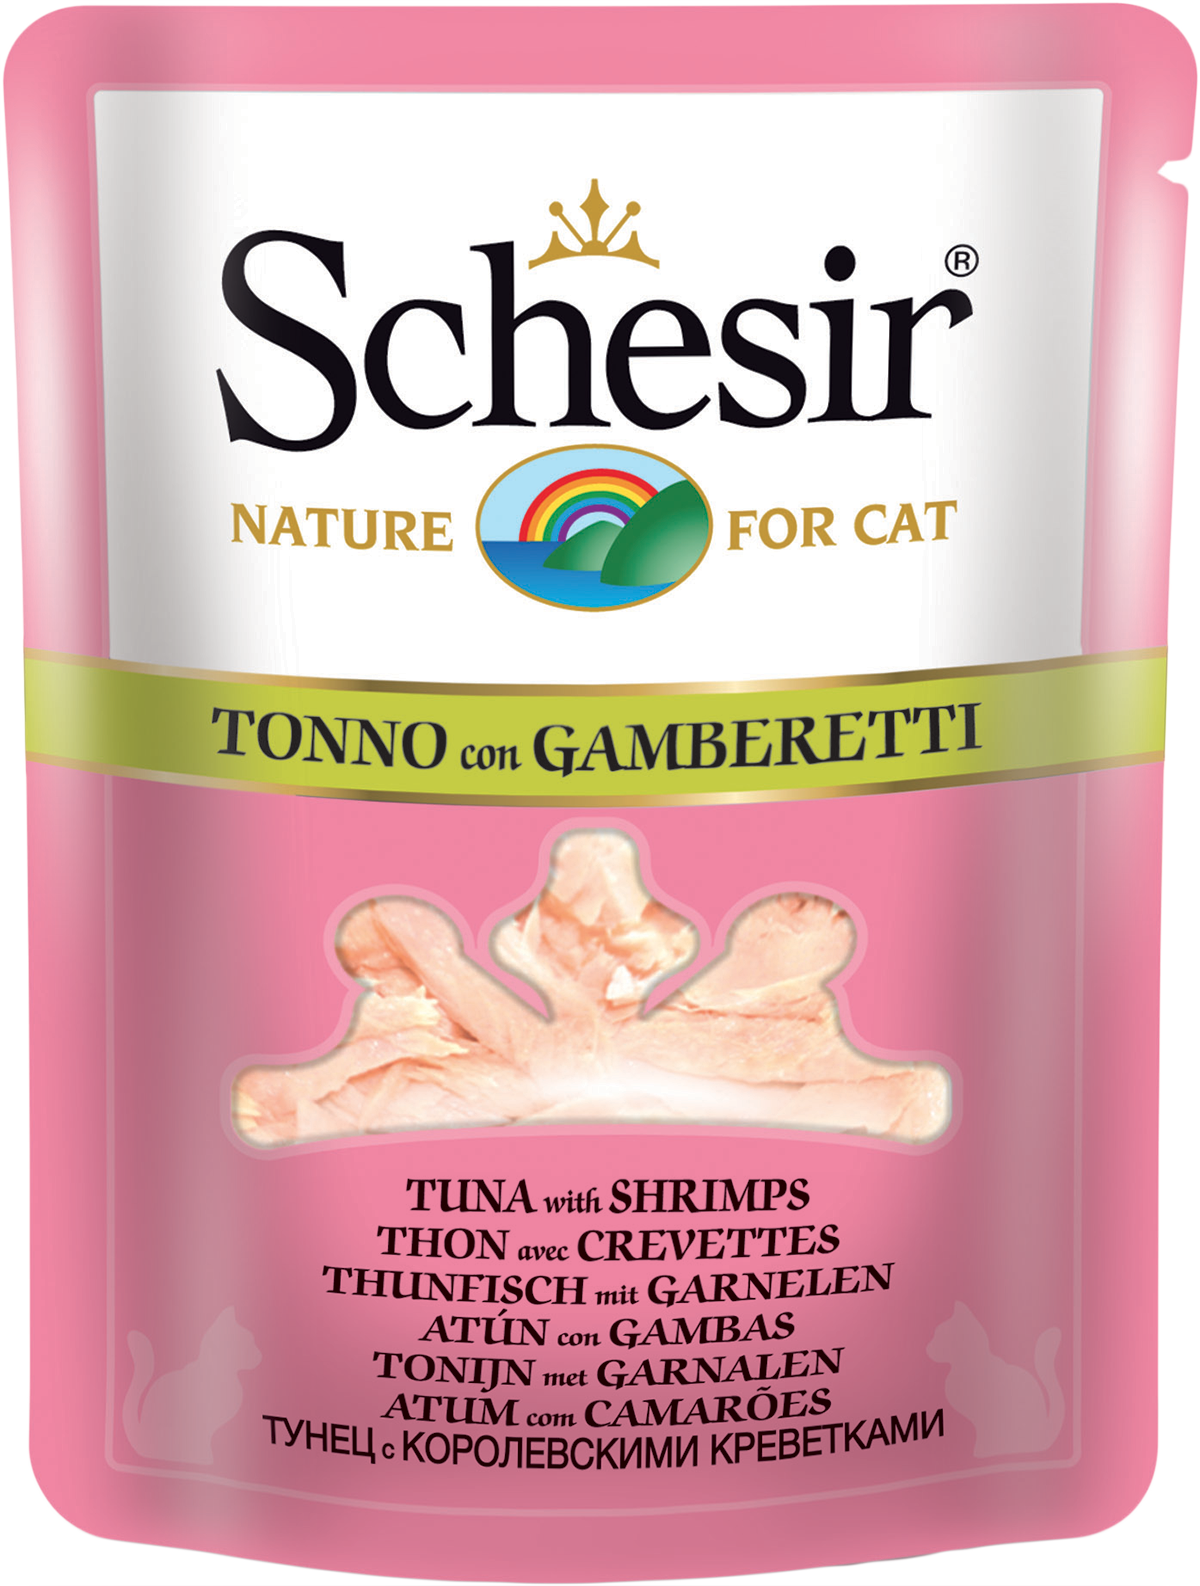 Schesir®
NATURE FOR CAT
TONNO con GAMBERETTI
TUNA with SHRIMPS
THON avec CREVETTES
THUNFISCH mit GARNELEN
ATÚN con GAMBAS
TONIJN met GARNALEN
ATUM com CAMARÕES
ТУНЕЦ с КОРОЛЕВСКИМИ КРЕВЕТКАМИ